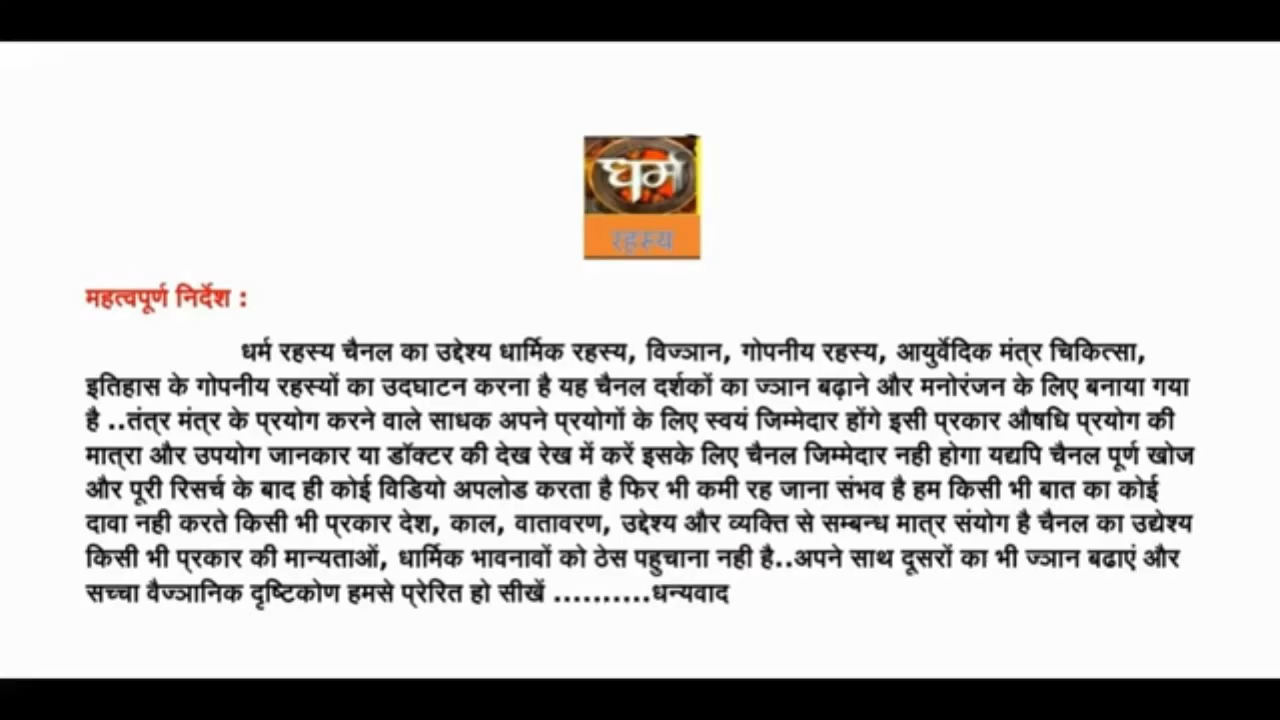 धर्म
रहस्य
महत्वपूर्ण निर्देश :
धर्म रहस्य चैनल का उद्देश्य धार्मिक रहस्य, विज्ञान, गोपनीय रहस्य, आयुर्वेदिक मंत्र चिकित्सा,
इतिहास के गोपनीय रहस्यों का उदघाटन करना है यह चैनल दर्शकों का ज्ञान बढ़ाने और मनोरंजन के लिए बनाया गया
है ..तंत्र मंत्र के प्रयोग करने वाले साधक अपने प्रयोगों के लिए स्वयं जिम्मेदार होंगे इसी प्रकार औषधि प्रयोग की
मात्रा और उपयोग जानकार या डॉक्टर की देख रेख में करें इसके लिए चैनल जिम्मेदार नही होगा यद्यपि चैनल पूर्ण खोज
और पूरी रिसर्च के बाद ही कोई विडियो अपलोड करता है फिर भी कमी रह जाना संभव है हम किसी भी बात का कोई
दावा नही करते किसी भी प्रकार देश, काल, वातावरण, उद्देश्य और व्यक्ति से सम्बन्ध मात्र संयोग है चैनल का उद्येश्य
किसी भी प्रकार की मान्यताओं, धार्मिक भावनावों को ठेस पहुचाना नही है..अपने साथ दूसरों का भी ज्ञान बढाएं और
सच्चा वैज्ञानिक दृष्टिकोण हमसे प्रेरित हो सीखें ..........धन्यवाद